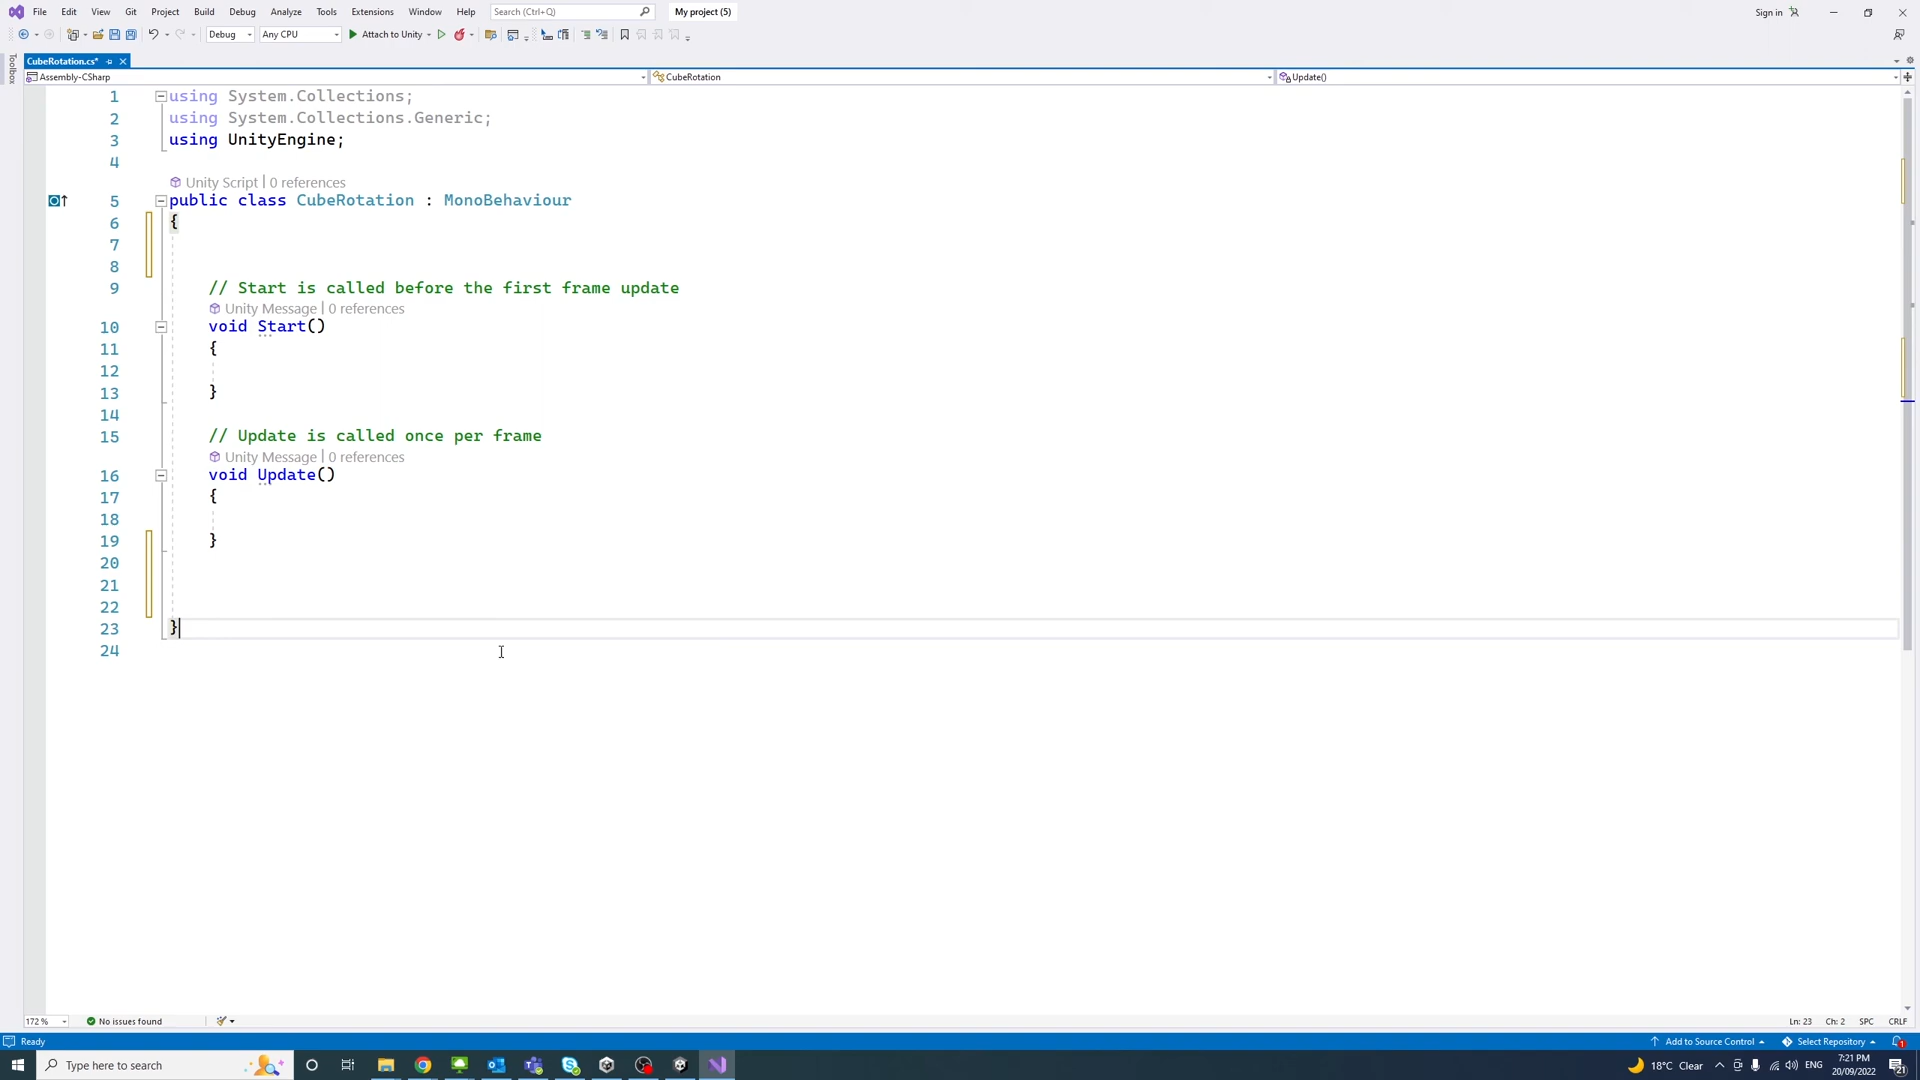 File Edit View Git Project Build Debug Analyze Tools Extensions Window Help Search (Ctrl+Q) My project (5) Sign in
Debug Any CPU Attach to Unity
Toolbox
CubeRotation.cs*
Assembly-CSharp CubeRotation Update()
1 using System.Collections;
2 using System.Collections.Generic;
3 using UnityEngine;
4
Unity Script | 0 references
5 public class CubeRotation : MonoBehaviour
6 {
7
8
9 // Start is called before the first frame update
Unity Message | 0 references
10 void Start()
11 {
12
13 }
14
15 // Update is called once per frame
Unity Message | 0 references
16 void Update()
17 {
18
19 }
20
21
22
23 }
24
172 % No issues found Ln: 23 Ch: 2 SPC CRLF
Ready Add to Source Control Select Repository 1
Type here to search 18°C Clear ENG 7:21 PM 20/09/2022 21